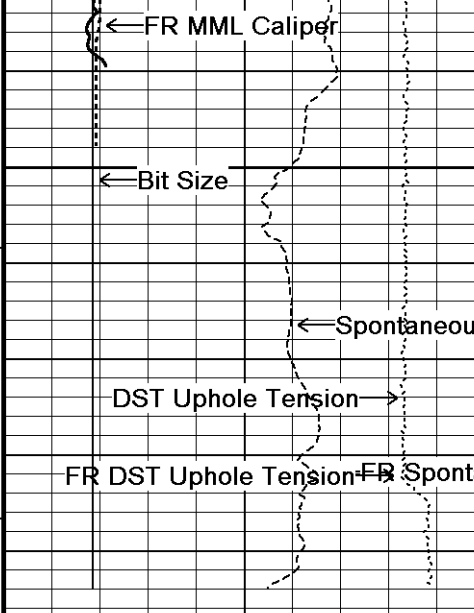 FR MML Caliper
Bit Size
Spontaneou
DST Uphole Tension
FR DST Uphole Tension
FR Spont